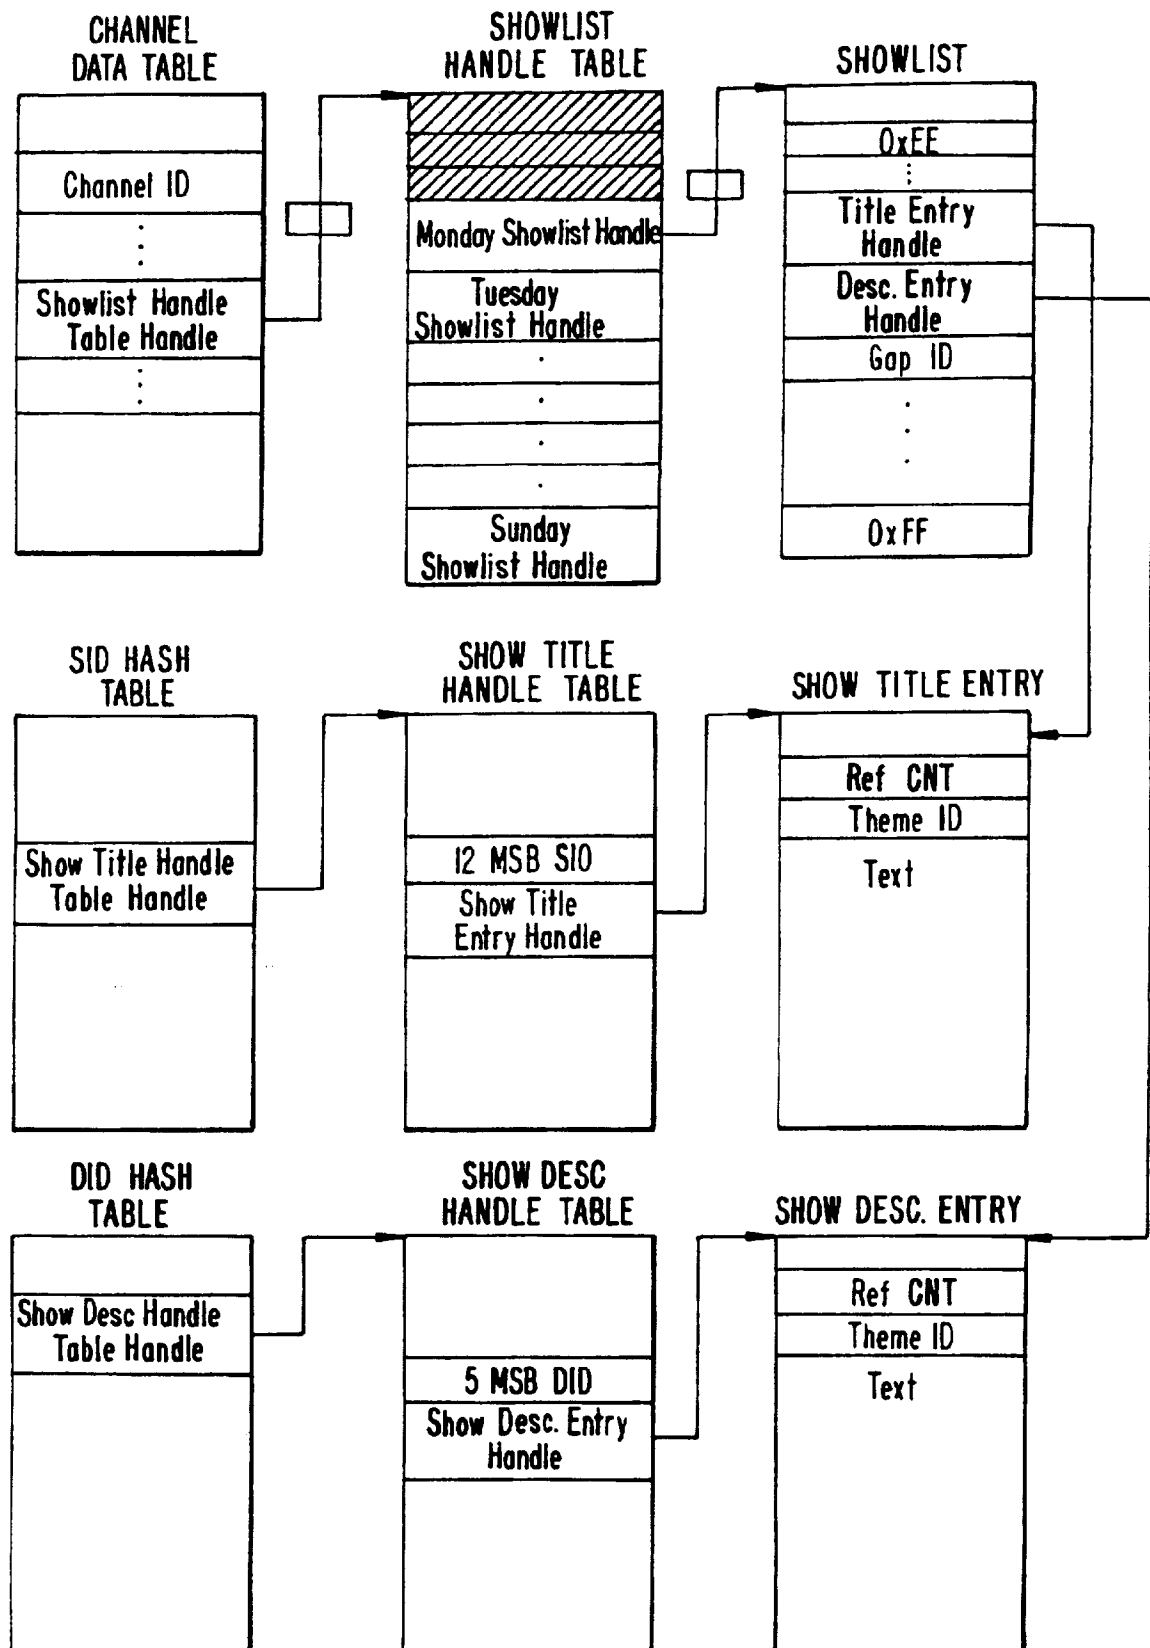 CHANNEL
DATA TABLE
Channel ID
Showlist Handle
Table Handle
SHOWLIST
HANDLE TABLE
Monday Showlist Handle
Tuesday
Showlist Handle
Sunday
Showlist Handle
SHOWLIST
0xEE
Title Entry
Handle
Desc. Entry
Handle
Gap ID
0xFF
SID HASH
TABLE
Show Title Handle
Table Handle
SHOW TITLE
HANDLE TABLE
12 MSB SIO
Show Title
Entry Handle
SHOW TITLE ENTRY
Ref CNT
Theme ID
Text
DID HASH
TABLE
Show Desc Handle
Table Handle
SHOW DESC
HANDLE TABLE
5 MSB DID
Show Desc. Entry
Handle
SHOW DESC. ENTRY
Ref CNT
Theme ID
Text